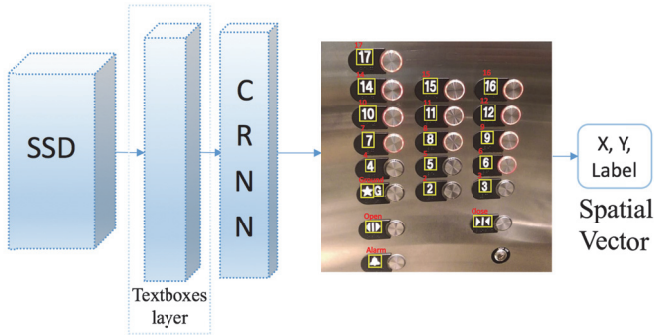 SSD
C
R
N
N
Textboxes
layer
17
14 15 16
10 11 12
7 8 9
4 5 6
★G 2 3
Open Close
Alarm
X, Y,
Label
Spatial
Vector